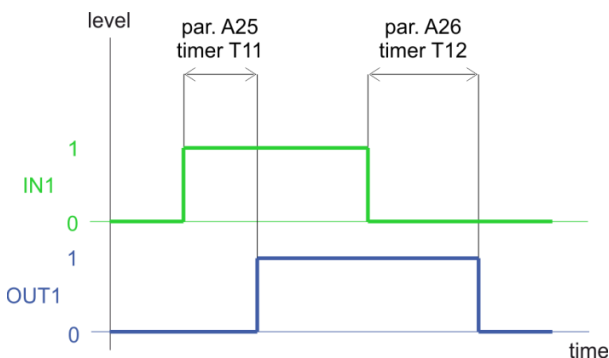 level
par. A25
timer T11
par. A26
timer T12
1
IN1
0
1
OUT1
0
time